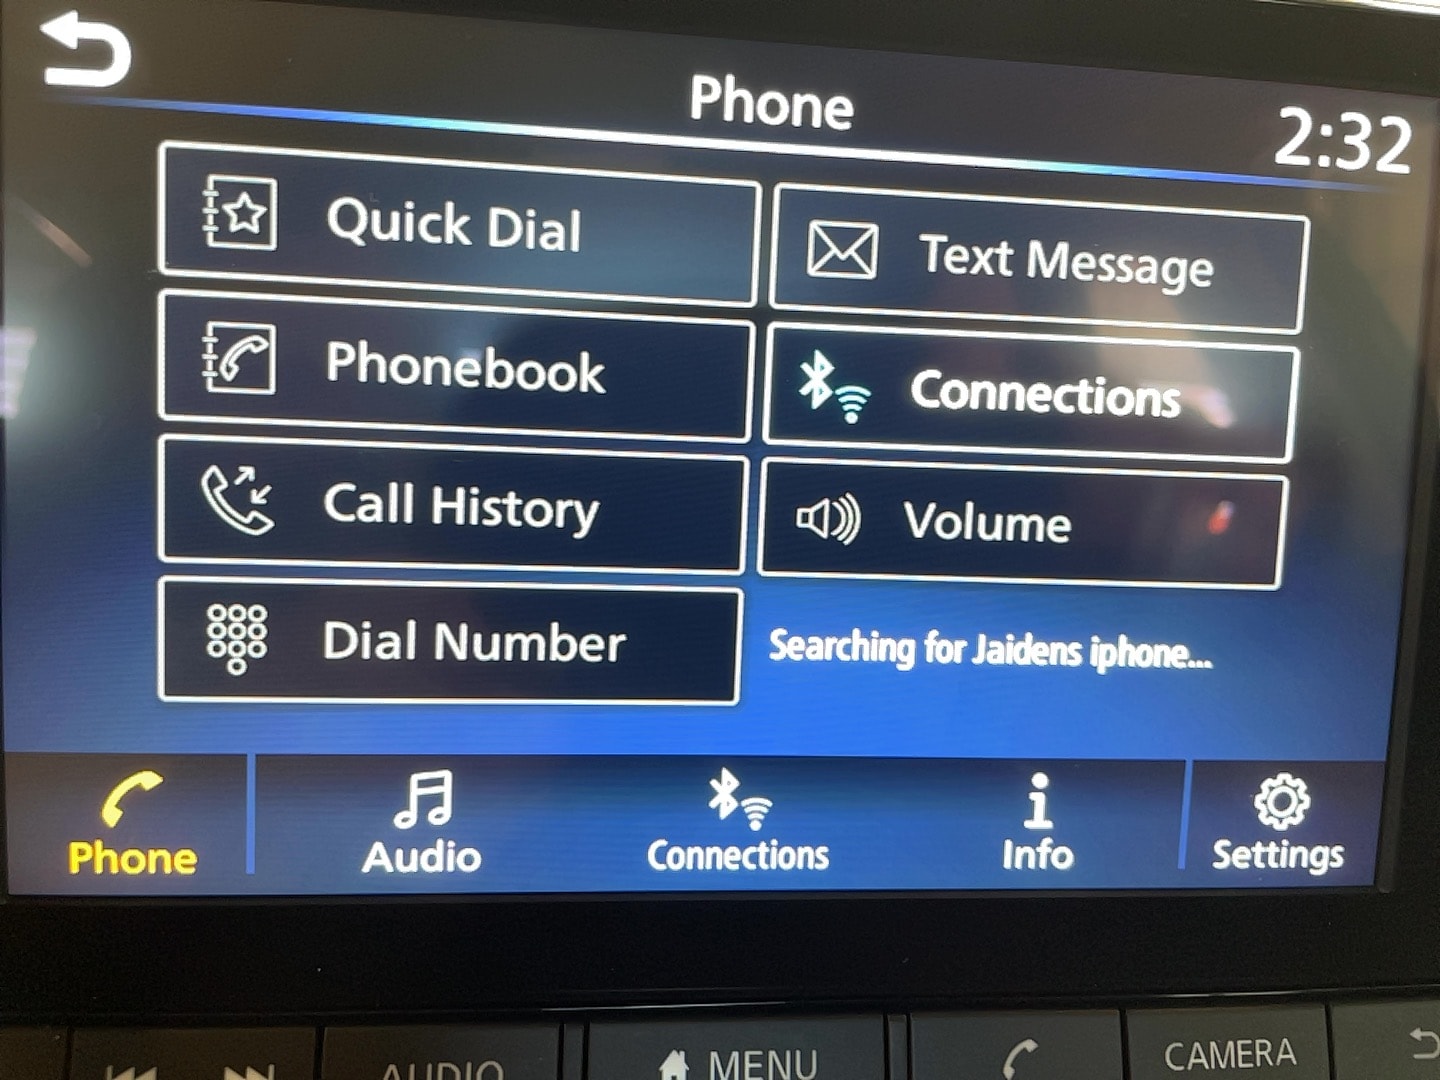 Phone
2:32
Quick Dial
Text Message
Phonebook
Connections
Call History
Volume
Dial Number
Searching for Jaidens iphone...
Phone
Audio
Connections
Info
Settings
AUDIO
MENU
CAMERA